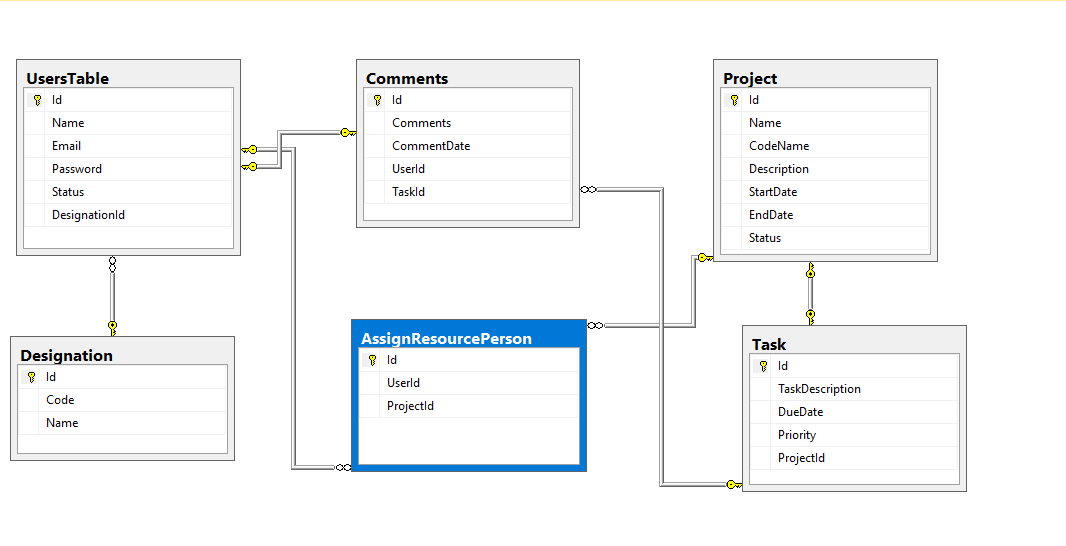 UsersTable
Id
Name
Email
Password
Status
DesignationId
Comments
Id
Comments
CommentDate
UserId
TaskId
Project
Id
Name
CodeName
Description
StartDate
EndDate
Status
Designation
Id
Code
Name
AssignResourcePerson
Id
UserId
ProjectId
Task
Id
TaskDescription
DueDate
Priority
ProjectId